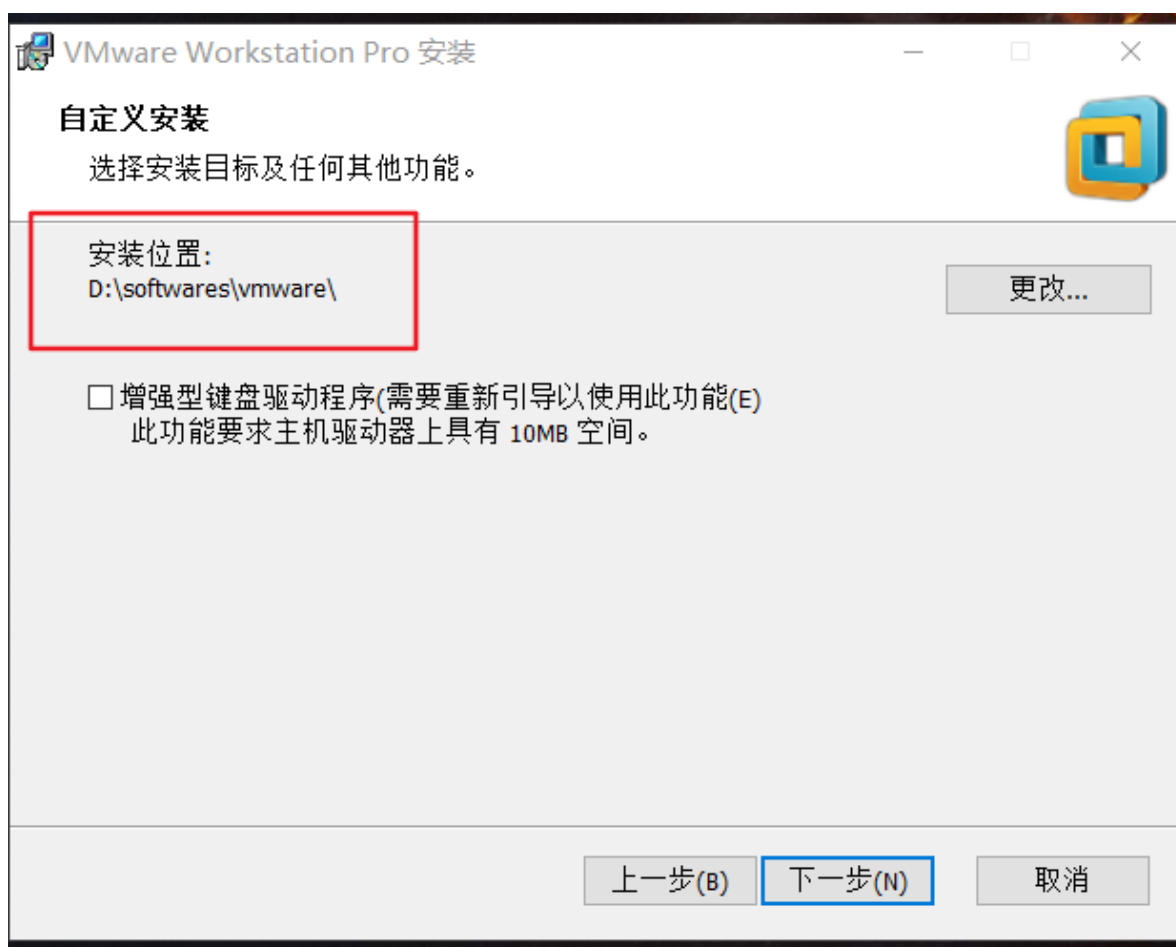 VMware Workstation Pro 安装
自定义安装
选择安装目标及任何其他功能。
安装位置:
D:\softwares\vmware\
更改...
增强型键盘驱动程序(需要重新引导以使用此功能(E)
此功能要求主机驱动器上具有 10MB 空间。
上一步(B)
下一步(N)
取消